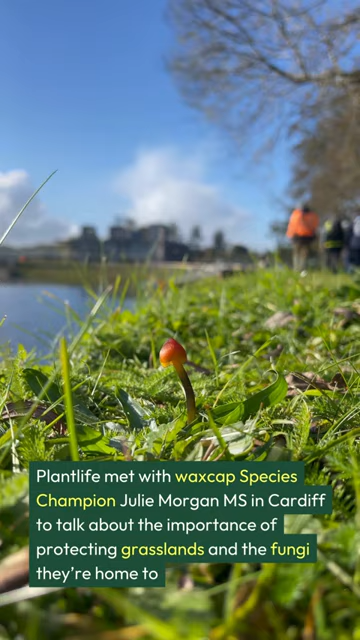 Plantlife met with waxcap Species
Champion Julie Morgan MS in Cardiff
to talk about the importance of
protecting grasslands and the fungi
they're home to